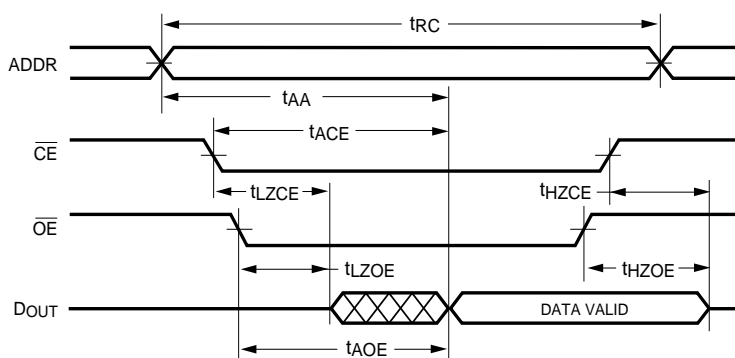 tRC
ADDR
tAA
tACE
CE
tLZCE
tHZCE
OE
tLZOE
tHZOE
DOUT
DATA VALID
tAOE